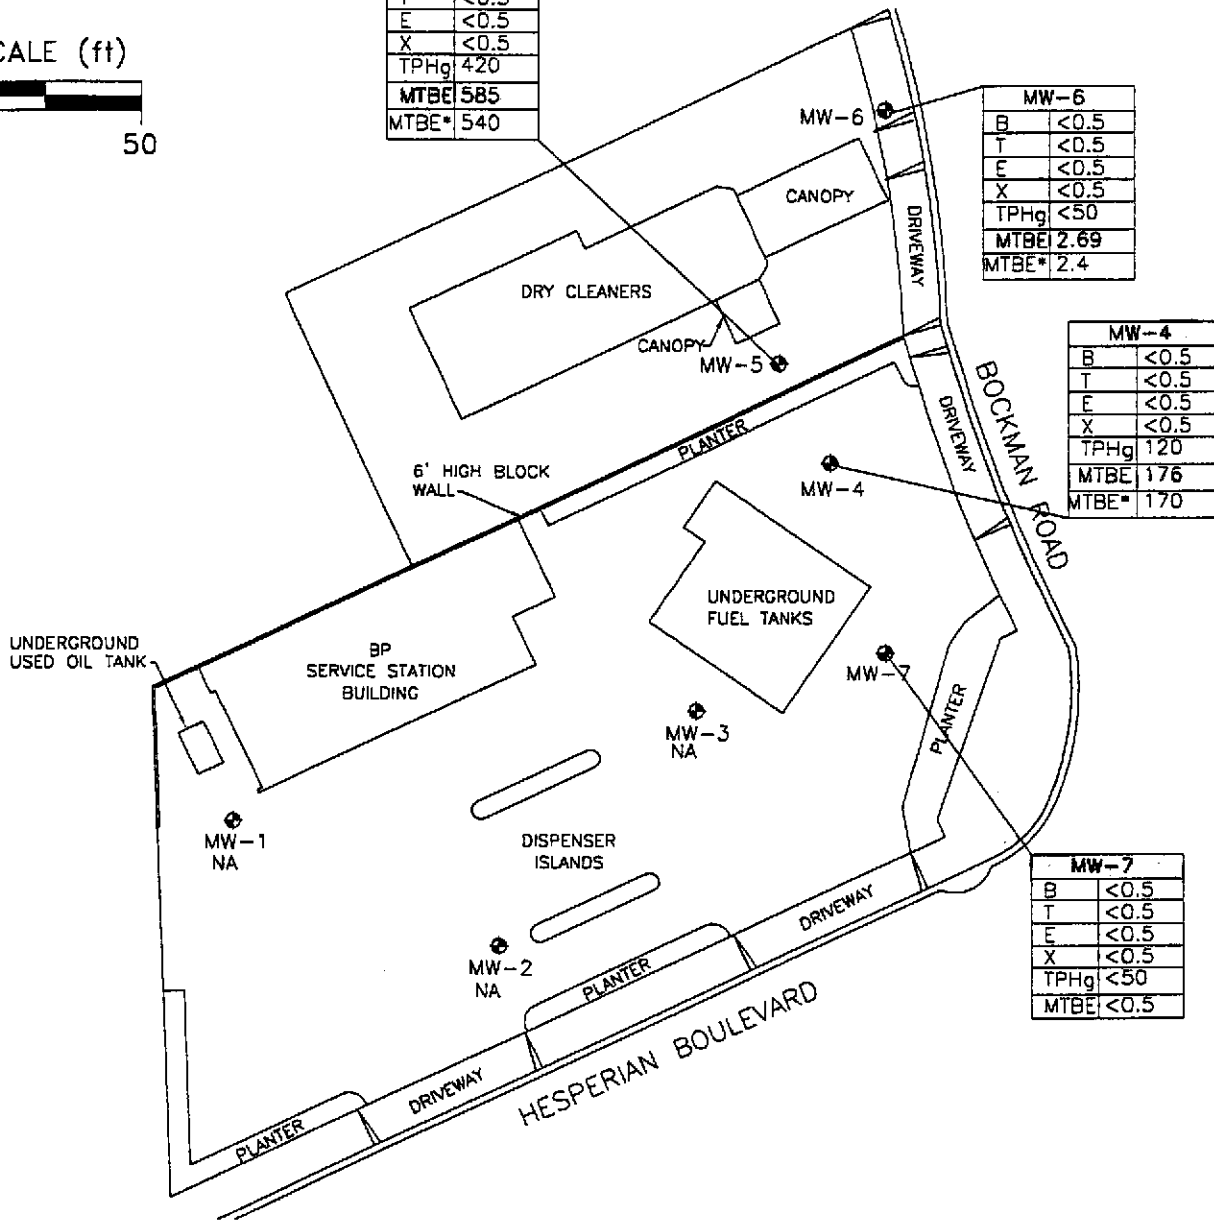 SCALE (ft)
50
E <0.5
X <0.5
TPHg 420
MTBE 585
MTBE* 540
MW-6
MW-6
B <0.5
T <0.5
E <0.5
X <0.5
TPHg <50
MTBE 2.69
MTBE* 2.4
CANOPY
DRIVEWAY
DRY CLEANERS
CANOPY
MW-5
MW-4
B <0.5
T <0.5
E <0.5
X <0.5
TPHg 120
MTBE 176
MTBE* 170
BOCKMAN ROAD
DRIVEWAY
PLANTER
6' HIGH BLOCK
WALL
MW-4
UNDERGROUND
FUEL TANKS
UNDERGROUND
USED OIL TANK
BP
SERVICE STATION
BUILDING
MW-7
PLANTER
MW-3
NA
MW-1
NA
DISPENSER
ISLANDS
MW-7
B <0.5
T <0.5
E <0.5
X <0.5
TPHg <50
MTBE <0.5
DRIVEWAY
MW-2
NA
PLANTER
HESPERIAN BOULEVARD
DRIVEWAY
PLANTER